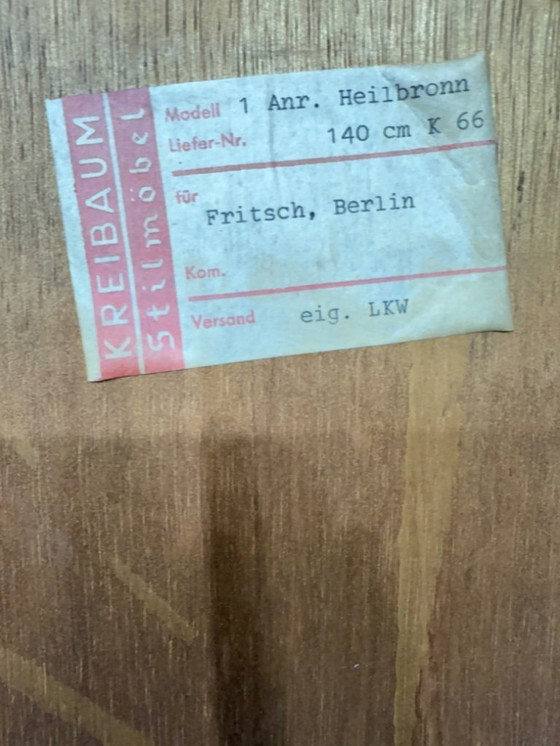 KREIBAUM
Stilmöbel
Modell 1 Anr. Heilbronn
Liefer-Nr. 140 cm K 66
für
Fritsch, Berlin
Kom.
Versand eig. LKW